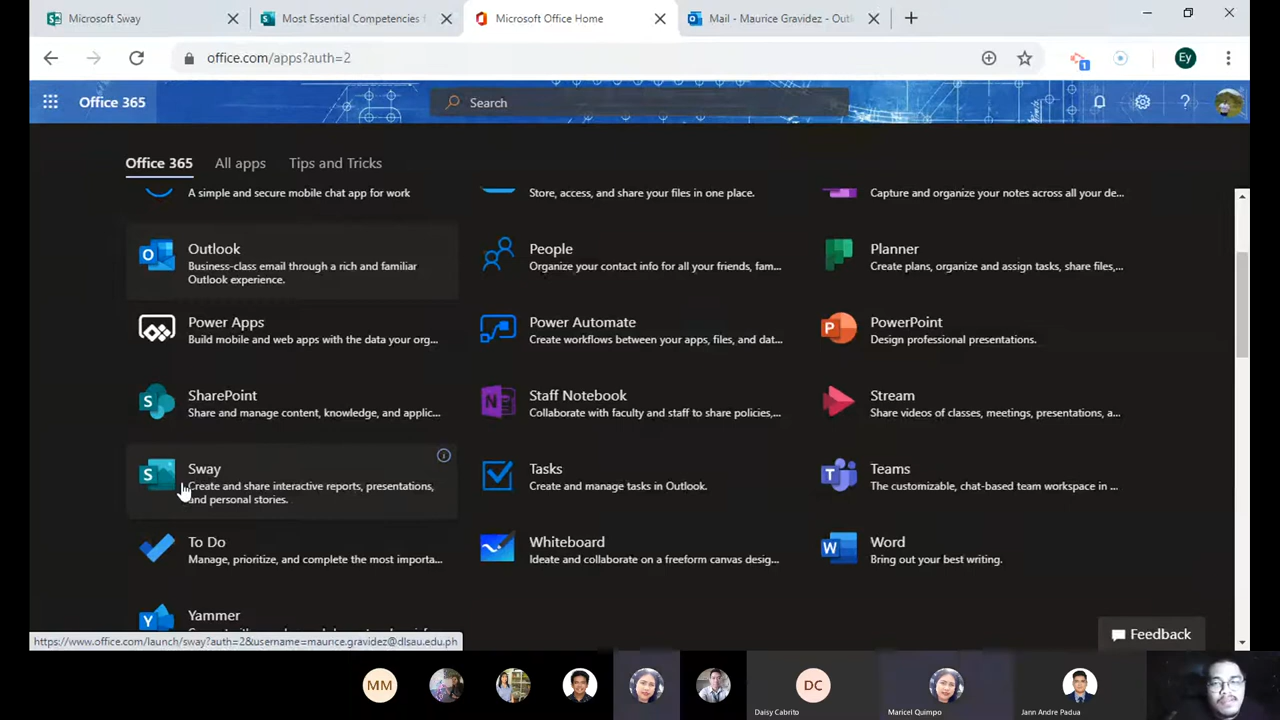 Microsoft Sway
Most Essential Competencies f
Microsoft Office Home
Mail - Maurice Gravidez - Outl
office.com/apps?auth=2
Ey
1
Office 365
Search
Office 365
All apps
Tips and Tricks
A simple and secure mobile chat app for work
Store, access, and share your files in one place.
Capture and organize your notes across all your de...
Outlook
Business-class email through a rich and familiar
Outlook experience.
People
Organize your contact info for all your friends, fam...
Planner
Create plans, organize and assign tasks, share files,...
Power Apps
Build mobile and web apps with the data your org...
Power Automate
Create workflows between your apps, files, and dat...
PowerPoint
Design professional presentations.
SharePoint
Share and manage content, knowledge, and applic...
Staff Notebook
Collaborate with faculty and staff to share policies,...
Stream
Share videos of classes, meetings, presentations, a...
Sway
Create and share interactive reports, presentations,
and personal stories.
Tasks
Create and manage tasks in Outlook.
Teams
The customizable, chat-based team workspace in ...
To Do
Manage, prioritize, and complete the most importa...
Whiteboard
Ideate and collaborate on a freeform canvas desig...
Word
Bring out your best writing.
Yammer
https://www.office.com/launch/sway?auth=2&username=maurice.gravidez@dlsau.edu.ph
Feedback
MM
DC
Daisy Cabrito
Maricel Quimpo
Jann Andre Padua